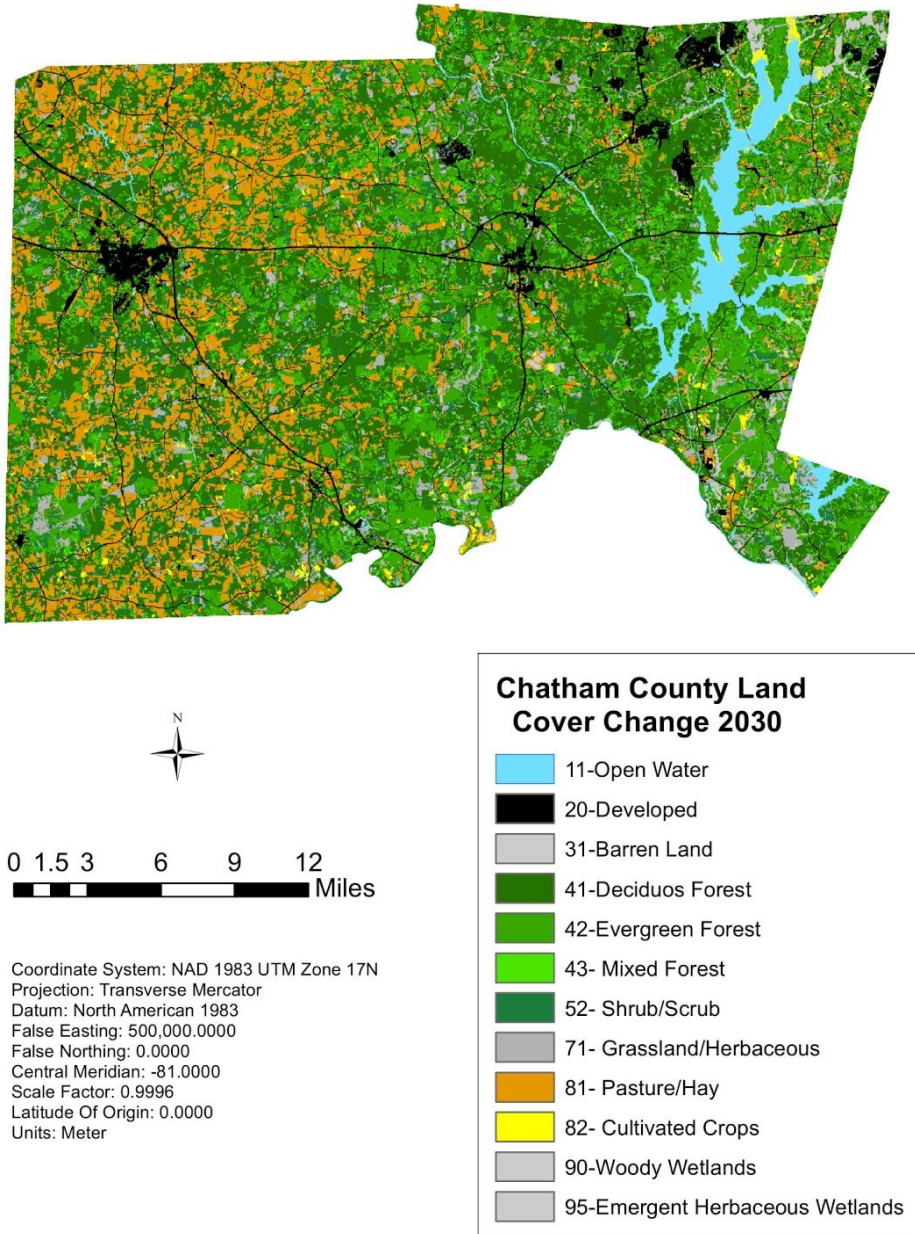 Chatham County Land
Cover Change 2030
11-Open Water
20-Developed
31-Barren Land
41-Deciduos Forest
42-Evergreen Forest
43- Mixed Forest
52- Shrub/Scrub
71- Grassland/Herbaceous
81- Pasture/Hay
82- Cultivated Crops
90-Woody Wetlands
95-Emergent Herbaceous Wetlands
N
0 1.5 3 6 9 12
Miles
Coordinate System: NAD 1983 UTM Zone 17N
Projection: Transverse Mercator
Datum: North American 1983
False Easting: 500,000.0000
False Northing: 0.0000
Central Meridian: -81.0000
Scale Factor: 0.9996
Latitude Of Origin: 0.0000
Units: Meter